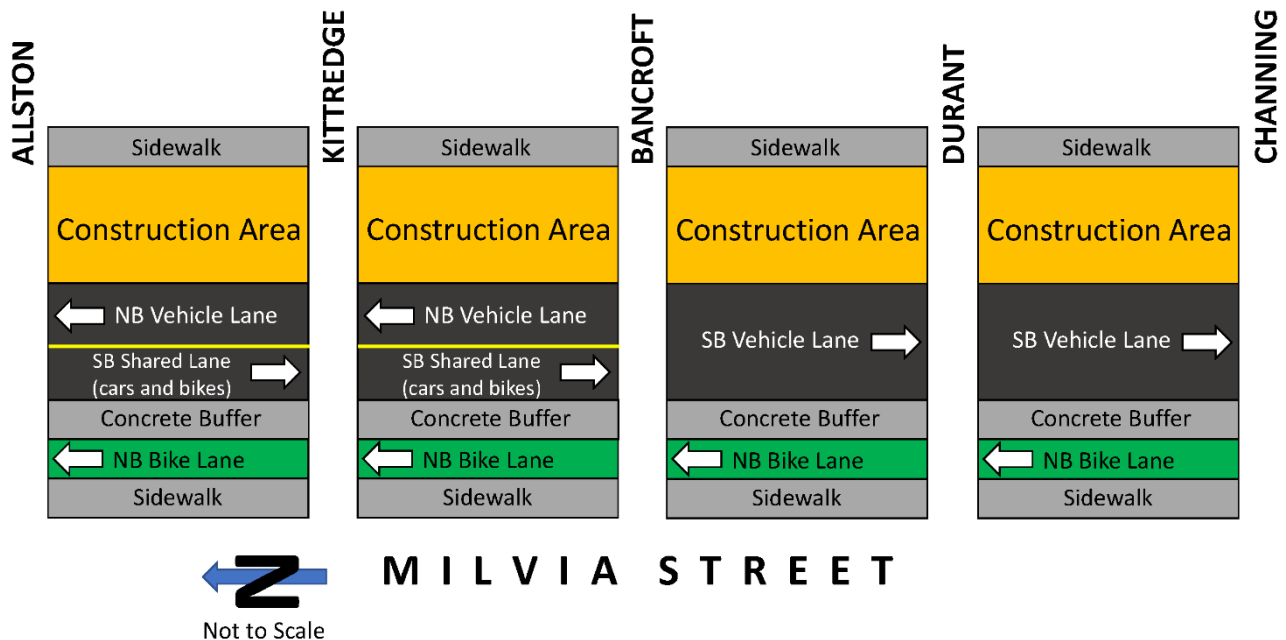 ALLSTON
KITTREDGE
BANCROFT
DURANT
CHANNING
Sidewalk
Construction Area
NB Vehicle Lane
SB Shared Lane
(cars and bikes)
Concrete Buffer
NB Bike Lane
Sidewalk
Sidewalk
Construction Area
NB Vehicle Lane
SB Shared Lane
(cars and bikes)
Concrete Buffer
NB Bike Lane
Sidewalk
Sidewalk
Construction Area
SB Vehicle Lane
Concrete Buffer
NB Bike Lane
Sidewalk
Sidewalk
Construction Area
SB Vehicle Lane
Concrete Buffer
NB Bike Lane
Sidewalk
N
MILVIA STREET
Not to Scale